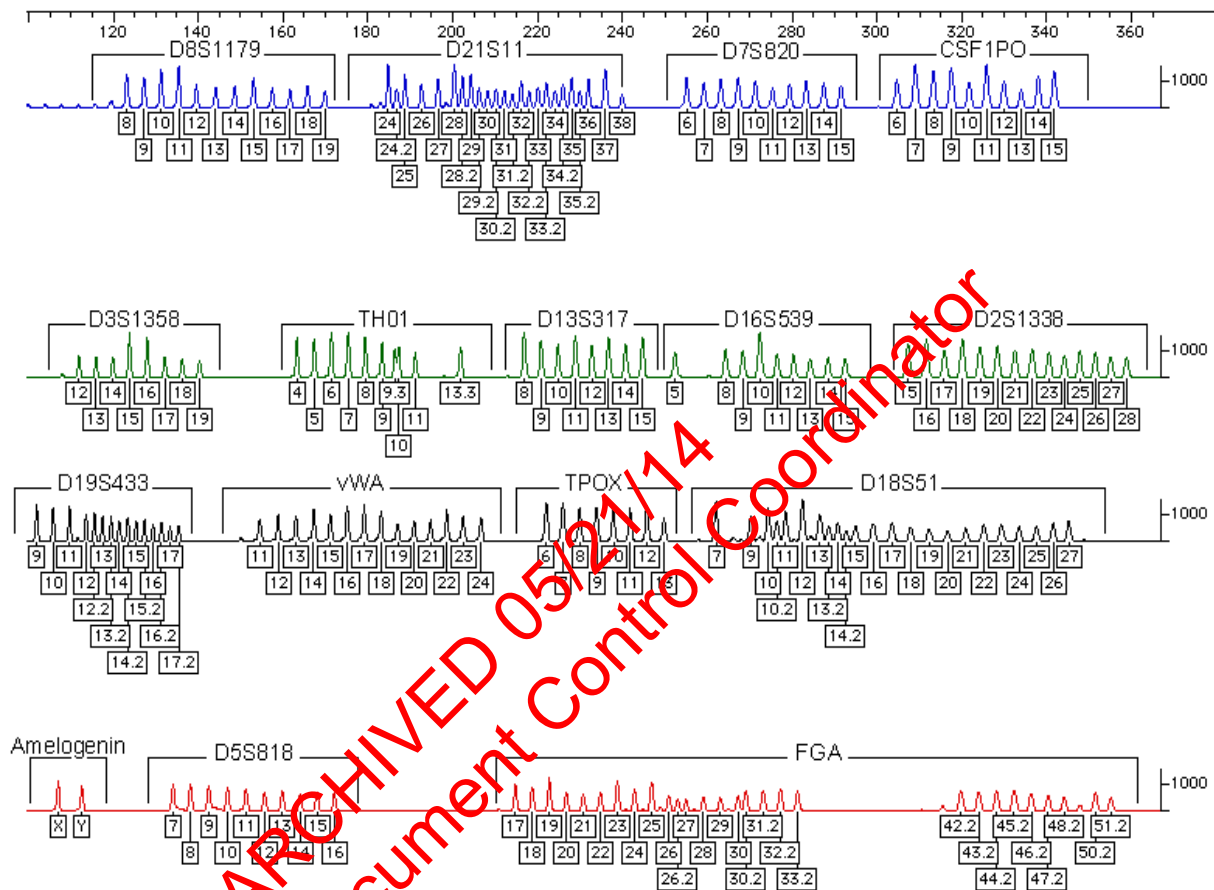 120 140 160 180 200 220 240 260 280 300 320 340 360
D8S1179 D21S11 D7S820 CSF1PO
1000
8 10 12 14 16 18 24 26 28 30 32 34 36 38 6 8 10 12 14 6 8 10 12 14
9 11 13 15 17 19 24.2 27 29 31 33 35 37 7 9 11 13 15 7 9 11 13 15
25 28.2 31.2 34.2
29.2 32.2 35.2
30.2 33.2
D3S1358 TH01 D13S317 D16S539 D2S1338
1000
12 14 16 18 4 6 8 9.3 11 13.3 8 10 12 14 5 8 10 12 14 15 17 19 21 23 25 27
13 15 17 19 5 7 9 9 11 13 15 9 11 13 15 16 18 20 22 24 26 28
10
D19S433 vWA TPOX D18S51
1000
9 11 13 15 17 11 13 15 17 19 21 23 6 8 10 12 7 9 11 13 15 17 19 21 23 25 27
10 12 14 16 12 14 16 18 20 22 24 7 9 11 13 10 12 14 16 18 20 22 24 26
12.2 15.2 10.2 13.2
13.2 16.2 14.2
14.2 17.2
Amelogenin D5S818 FGA
1000
X Y 7 9 11 13 15 17 19 21 23 25 27 29 31.2 42.2 45.2 48.2 51.2
8 10 12 14 16 18 20 22 24 26 28 30 32.2 43.2 46.2 50.2
26.2 30.2 33.2 44.2 47.2
ARCHIVED 05/21/14
Document Control Coordinator